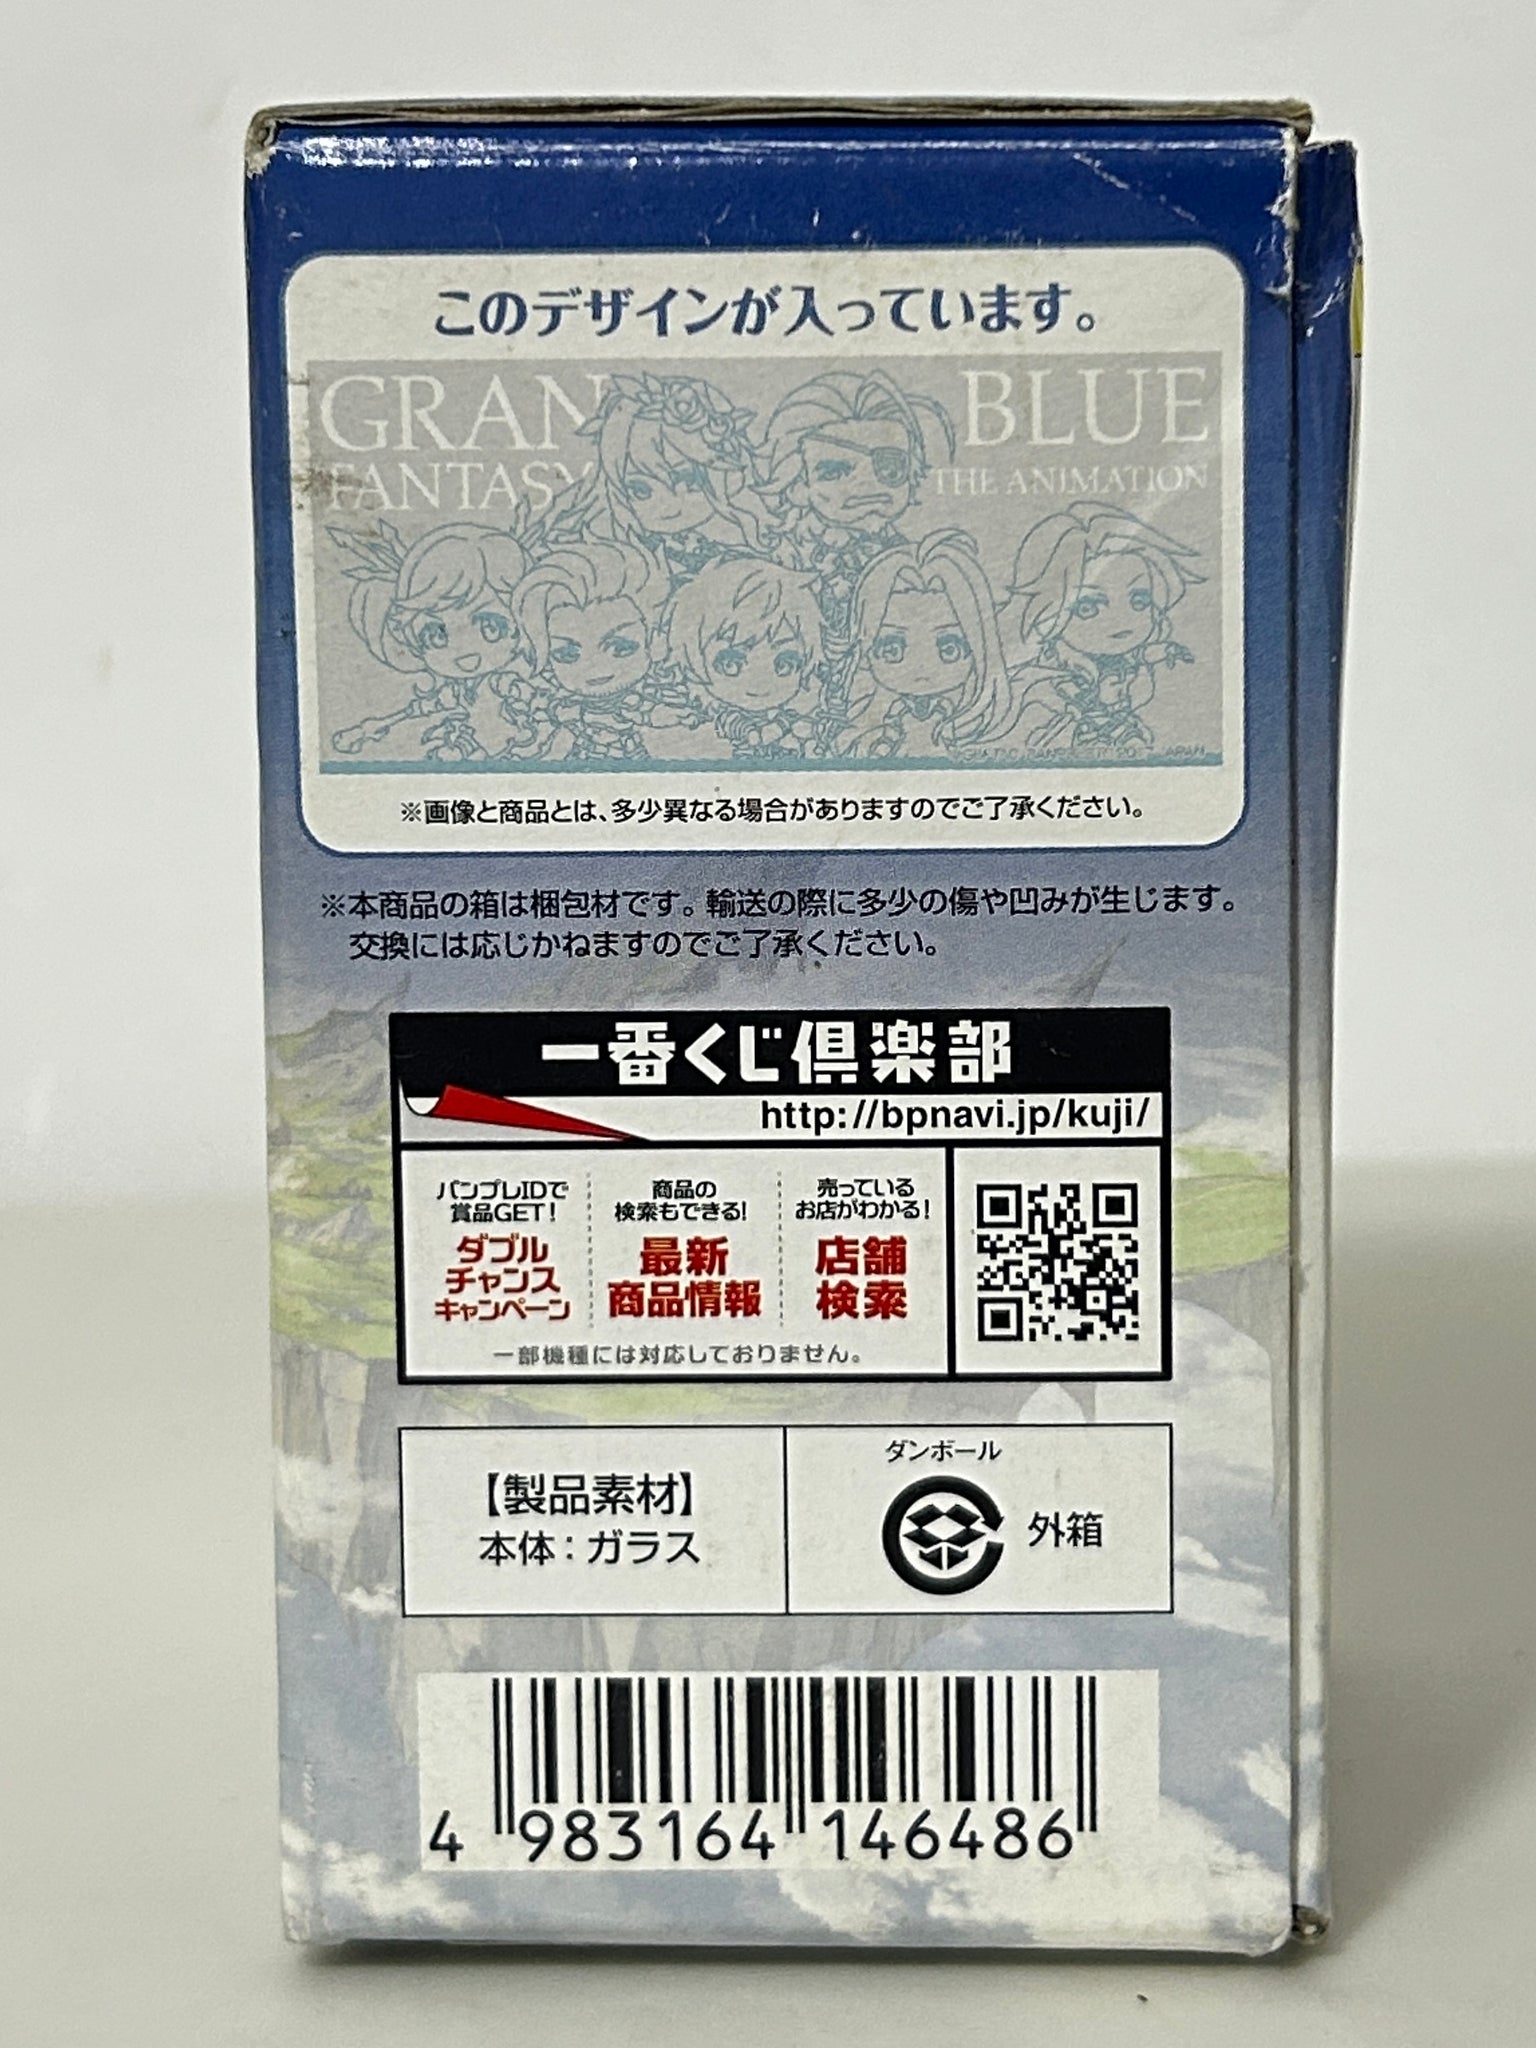 このデザインが入っています。
GRAN BLUE
FANTASY THE ANIMATION
※画像と商品とは、多少異なる場合がありますのでご了承ください。
※本商品の箱は梱包材です。輸送の際に多少の傷や凹みが生じます。
交換には応じかねますのでご了承ください。
一番くじ倶楽部
http://bpnavi.jp/kuji/
バンプレIDで
賞品GET!
ダブル
チャンス
キャンペーン
商品の
検索もできる!
最新
商品情報
売っている
お店がわかる!
店舗
検索
一部機種には対応しておりません。
【製品素材】
本体:ガラス
ダンボール
外箱
4 983164 146486